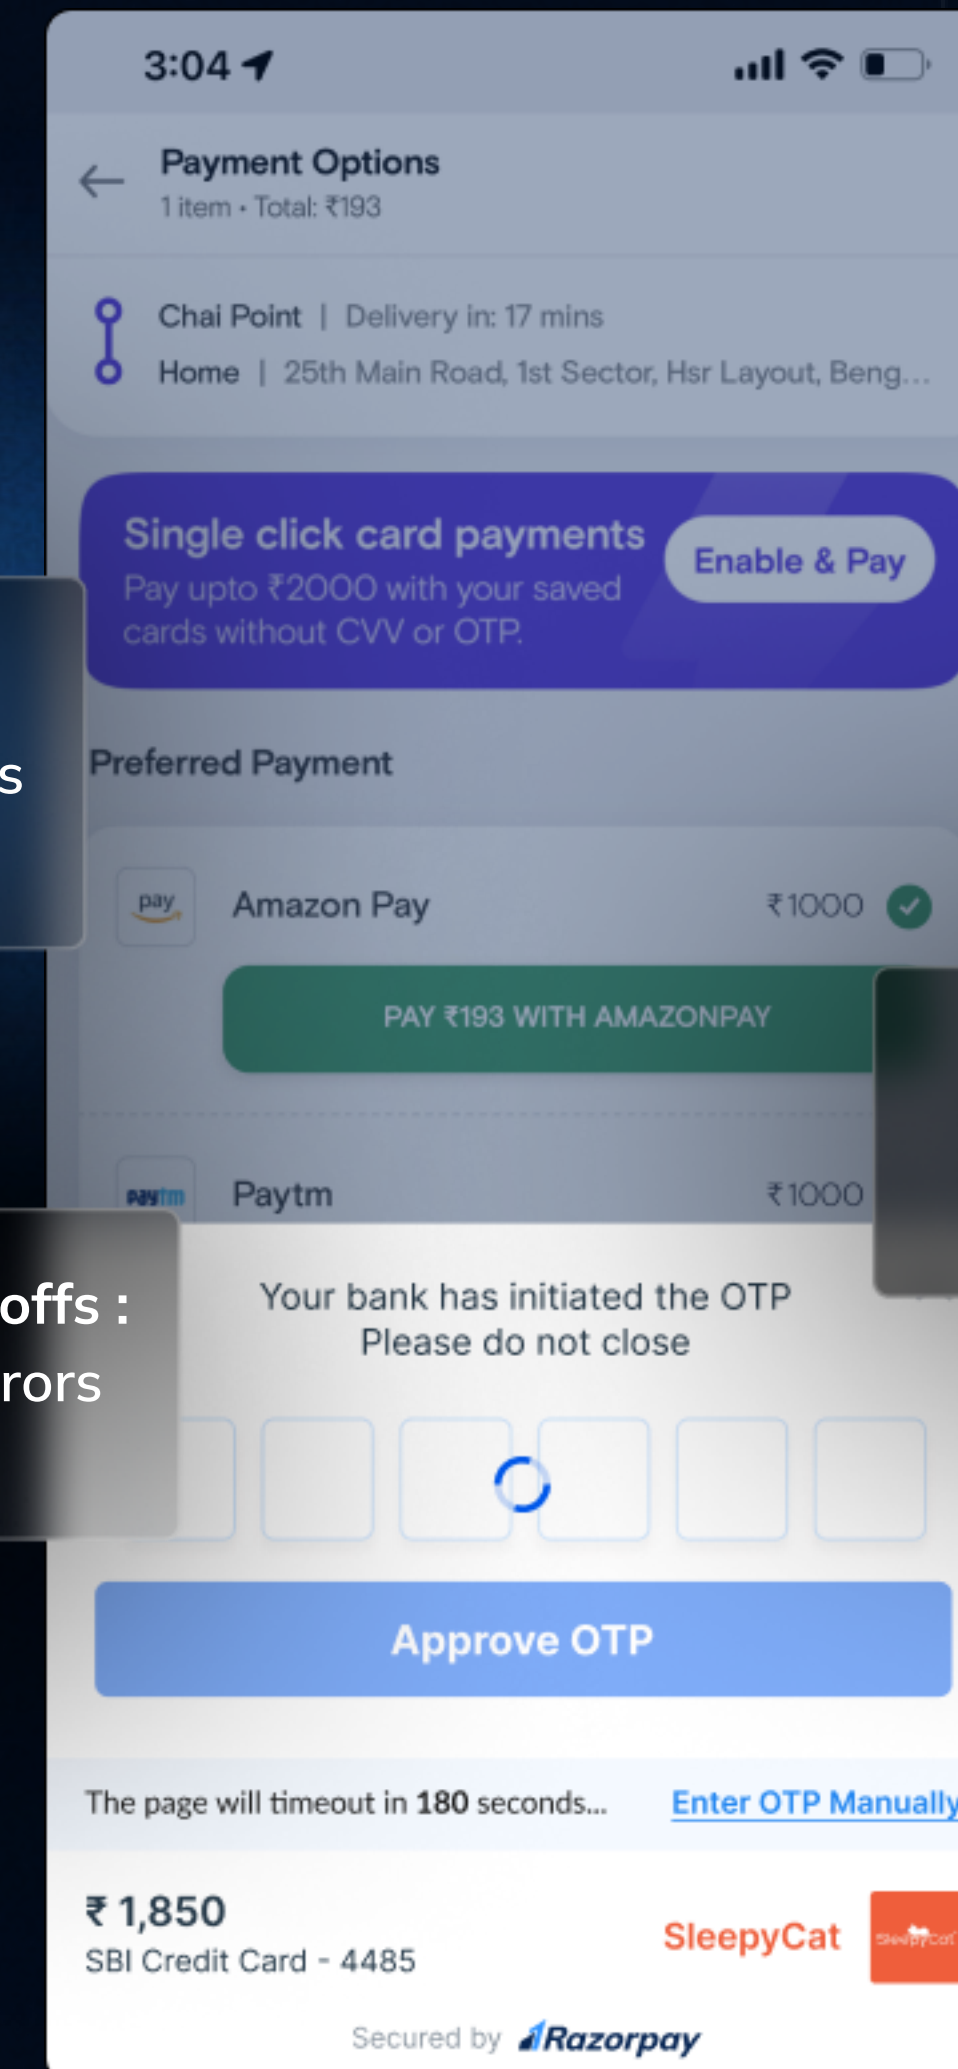 3:04
Payment Options
1 item • Total: ₹193
Chai Point | Delivery in: 17 mins
Home | 25th Main Road, 1st Sector, Hsr Layout, Beng...
Single click card payments
Enable & Pay
Pay upto ₹2000 with your saved
cards without CVV or OTP.
s
Preferred Payment
pay
Amazon Pay
₹1000
PAY ₹193 WITH AMAZONPAY
paytm
Paytm
₹1000
offs :
rors
Your bank has initiated the OTP
Please do not close
Approve OTP
The page will timeout in 180 seconds...
Enter OTP Manually
₹ 1,850
SBI Credit Card - 4485
SleepyCat
SleepyCat
Secured by Razorpay